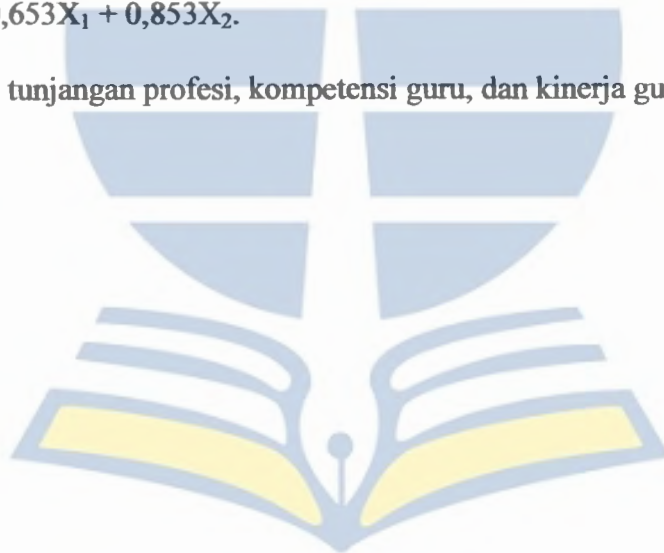 ,653X₁ + 0,853X₂.
tunjangan profesi, kompetensi guru, dan kinerja gu